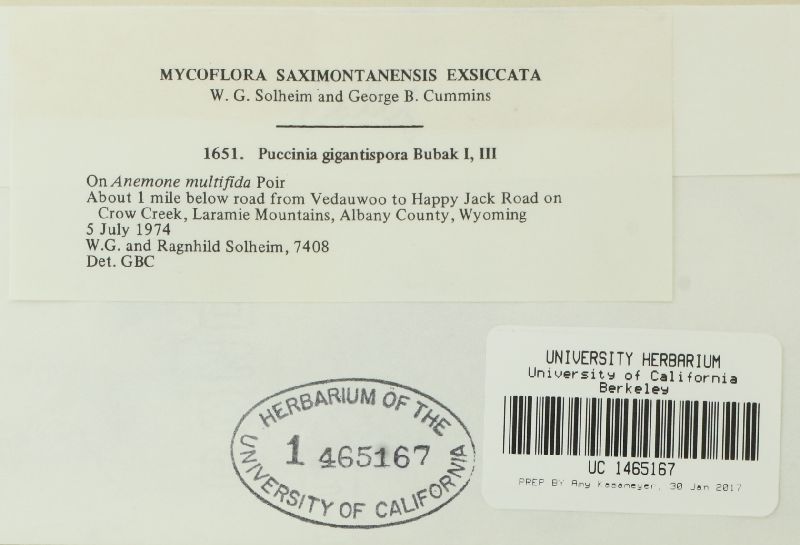 MYCOFLORA SAXIMONTANENSIS EXSICCATA
W. G. Solheim and George B. Cummins
1651. Puccinia gigantispora Bubak I, III
On Anemone multifida Poir
About 1 mile below road from Vedauwoo to Happy Jack Road on
Crow Creek, Laramie Mountains, Albany County, Wyoming
5 July 1974
W.G. and Ragnhild Solheim, 7408
Det. GBC
HERBARIUM OF THE
1 465167
UNIVERSITY OF CALIFORNIA
UNIVERSITY HERBARIUM
University of California
Berkeley
UC 1465167
PREP BY Amy Kasameyer, 30 Jan 2017